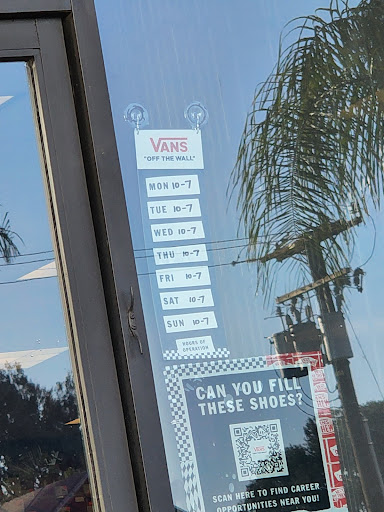 VANS
"OFF THE WALL"
MON 10-7
TUE 10-7
WED 10-7
THU 10-7
FRI 10-7
SAT 10-7
SUN 10-7
HOURS OF
OPERATION
CAN YOU FILL
THESE SHOES?
SCAN HERE TO FIND CAREER
OPPORTUNITIES NEAR YOU!